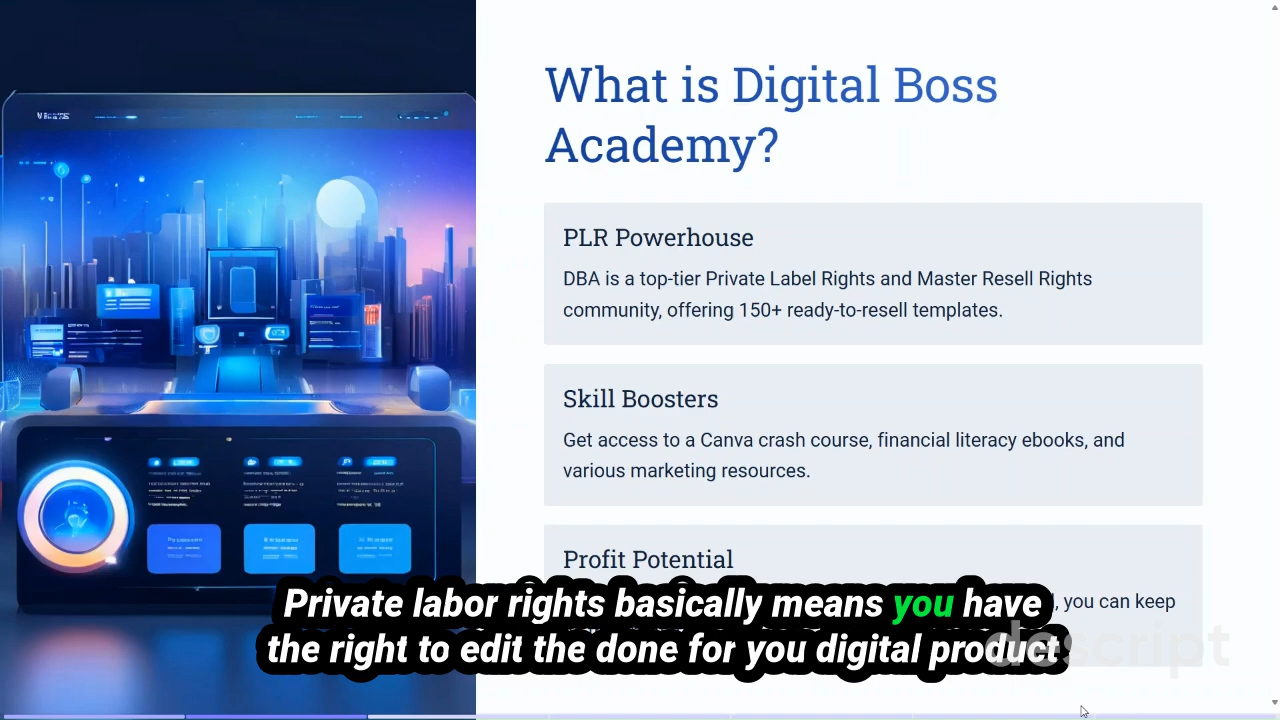 What is Digital Boss
Academy?
PLR Powerhouse
DBA is a top-tier Private Label Rights and Master Resell Rights
community, offering 150+ ready-to-resell templates.
Skill Boosters
Get access to a Canva crash course, financial literacy ebooks, and
various marketing resources.
Profit Potential
you can keep
Private labor rights basically means you have
the right to edit the done for you digital product
descript